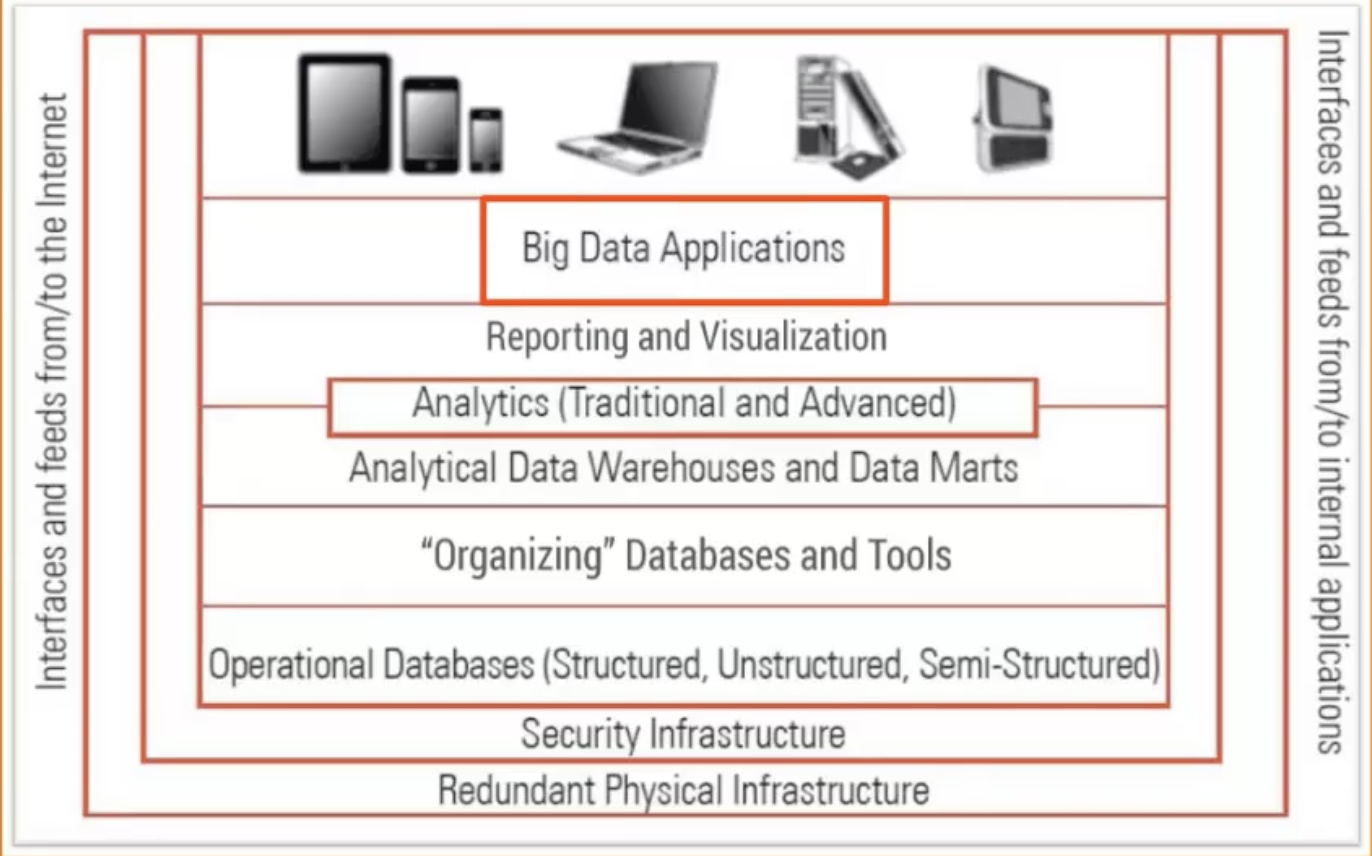 Interfaces and feeds from/to the Internet
Big Data Applications
Reporting and Visualization
Analytics (Traditional and Advanced)
Analytical Data Warehouses and Data Marts
“Organizing” Databases and Tools
Operational Databases (Structured, Unstructured, Semi-Structured)
Security Infrastructure
Redundant Physical Infrastructure
Interfaces and feeds from/to internal applications